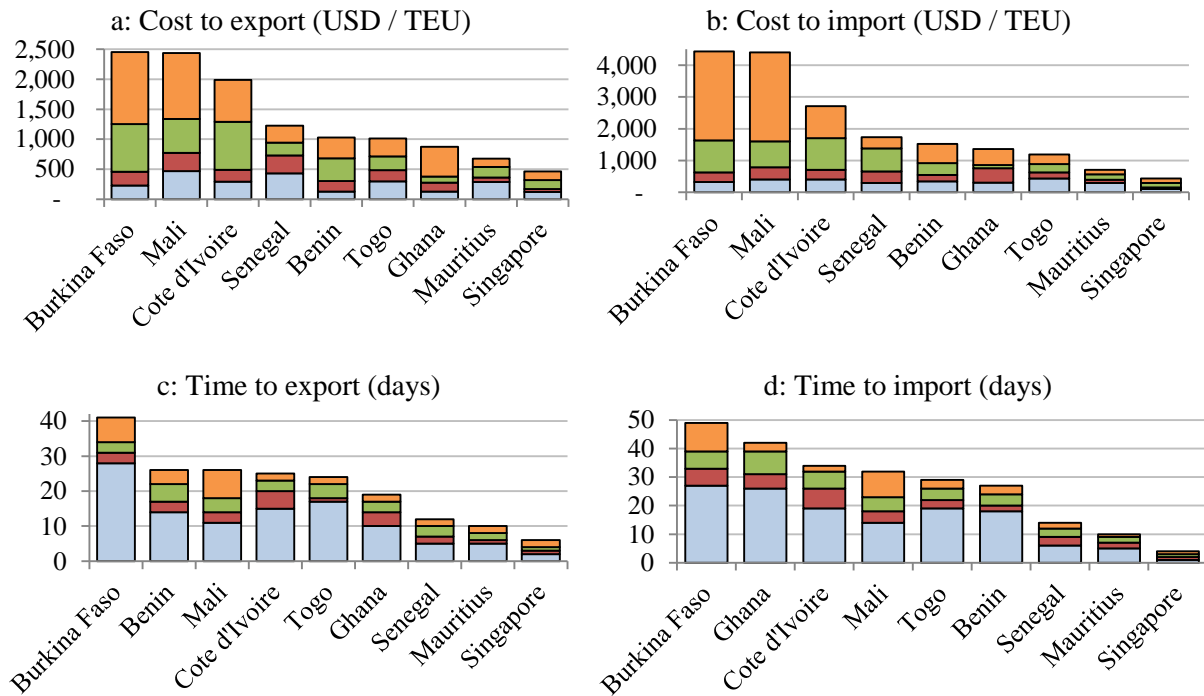 a: Cost to export (USD / TEU)
2,500
2,000
1,500
1,000
500
-
Burkina Faso
Mali
Cote d'Ivoire
Senegal
Benin
Togo
Ghana
Mauritius
Singapore
b: Cost to import (USD / TEU)
4,000
3,000
2,000
1,000
-
Burkina Faso
Mali
Cote d'Ivoire
Senegal
Benin
Ghana
Togo
Mauritius
Singapore
c: Time to export (days)
40
30
20
10
0
Burkina Faso
Benin
Mali
Cote d'Ivoire
Togo
Ghana
Senegal
Mauritius
Singapore
d: Time to import (days)
50
40
30
20
10
0
Burkina Faso
Ghana
Cote d'Ivoire
Mali
Togo
Benin
Senegal
Mauritius
Singapore